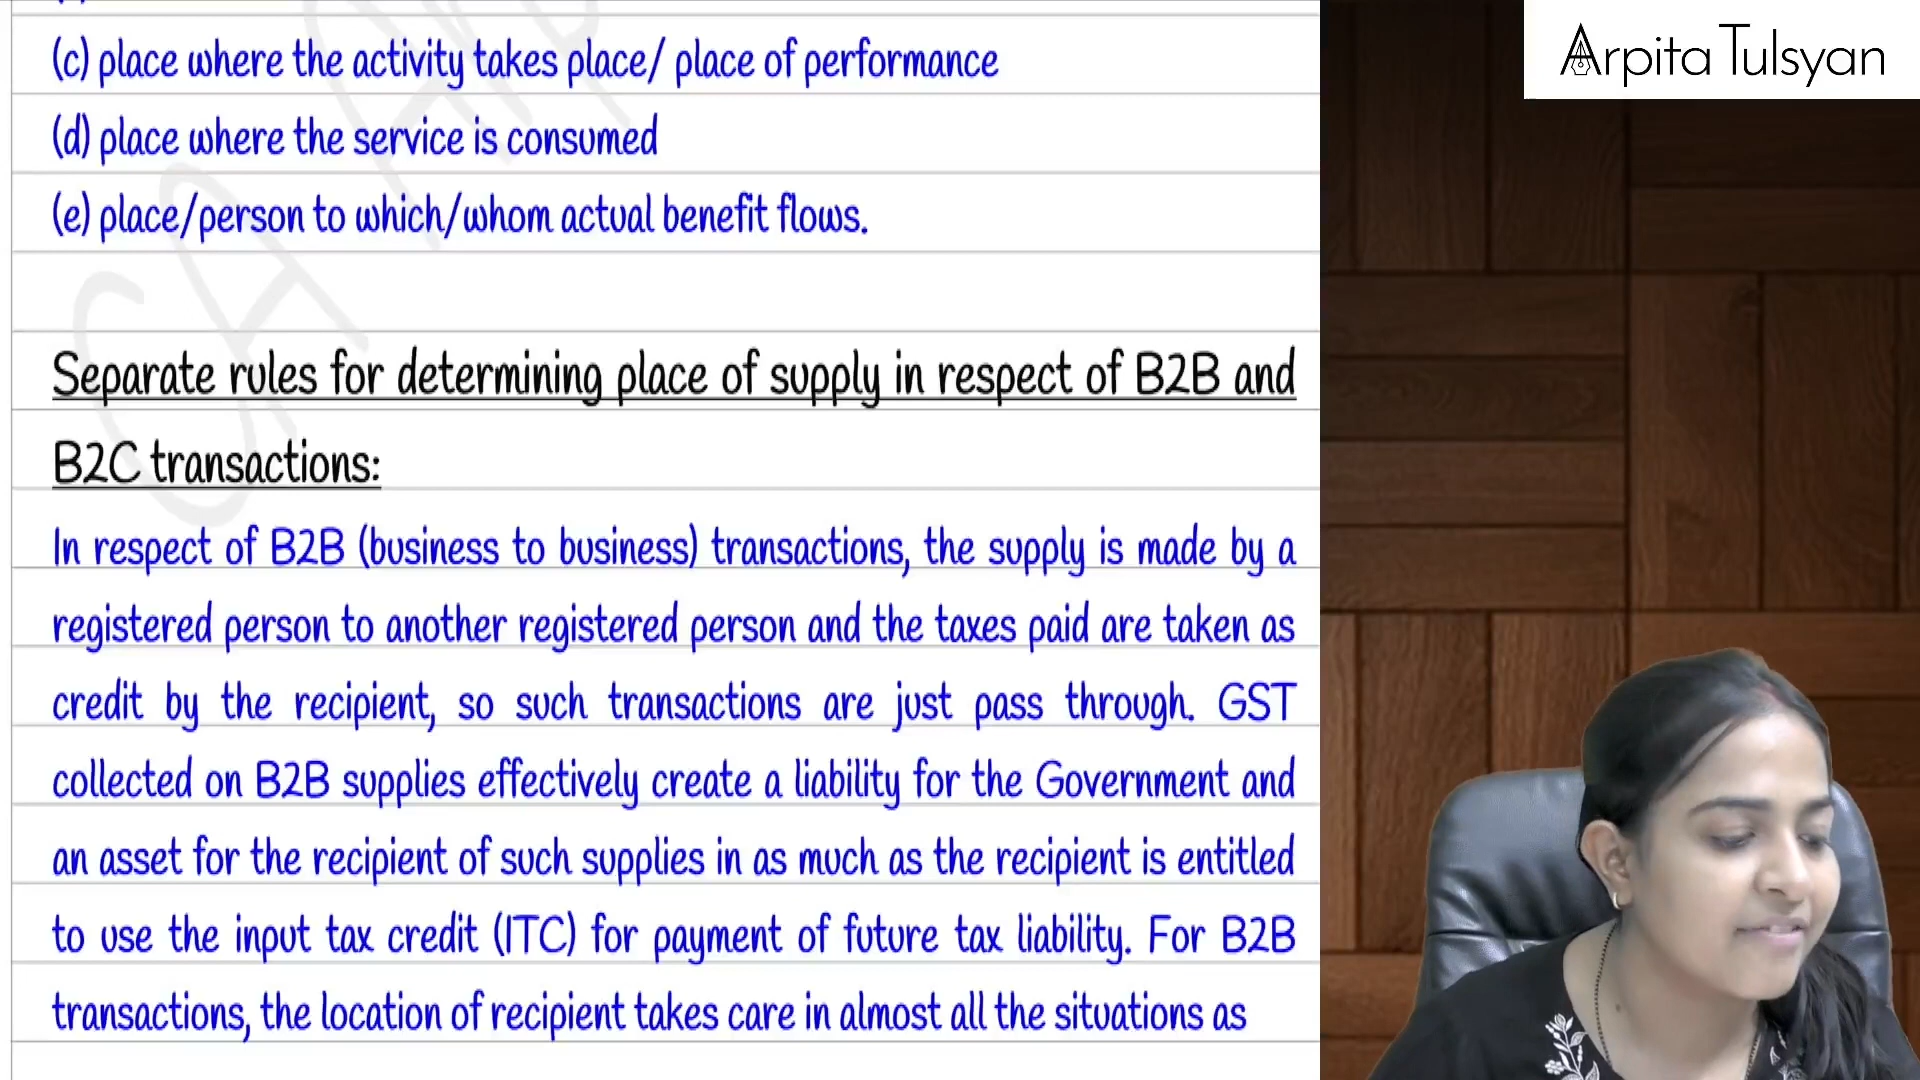 Arpita Tulsyan
(c) place where the activity takes place/ place of performance
(d) place where the service is consumed
(e) place/person to which/whom actual benefit flows.
Separate rules for determining place of supply in respect of B2B and
B2C transactions:
In respect of B2B (business to business) transactions, the supply is made by a
registered person to another registered person and the taxes paid are taken as
credit by the recipient, so such transactions are just pass through. GST
collected on B2B supplies effectively create a liability for the Government and
an asset for the recipient of such supplies in as much as the recipient is entitled
to use the input tax credit (ITC) for payment of future tax liability. For B2B
transactions, the location of recipient takes care in almost all the situations as